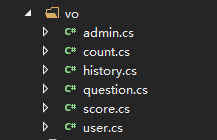 vo
C# admin.cs
C# count.cs
C# history.cs
C# question.cs
C# score.cs
C# user.cs